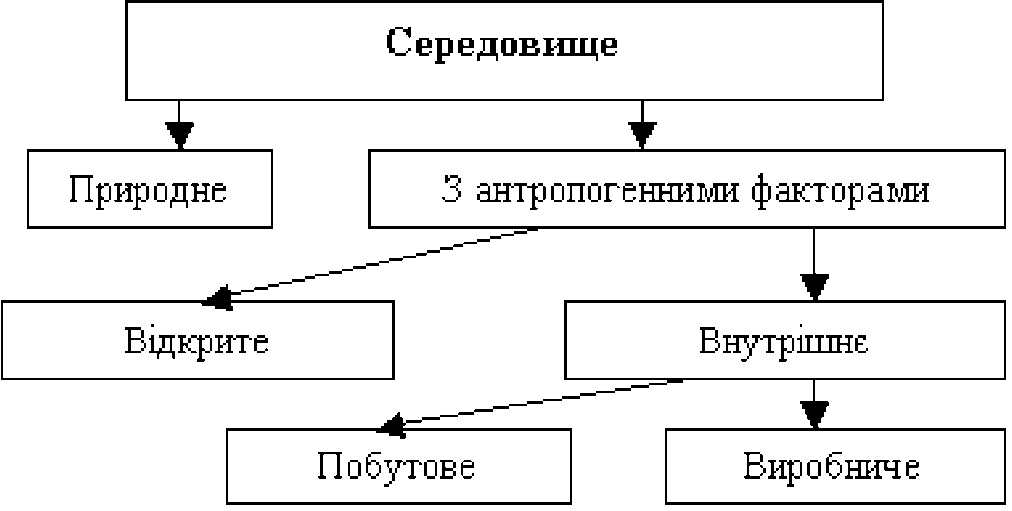 Середовище
Природне
З антропогенними факторами
Відкрите
Внутрішнє
Побутове
Виробниче